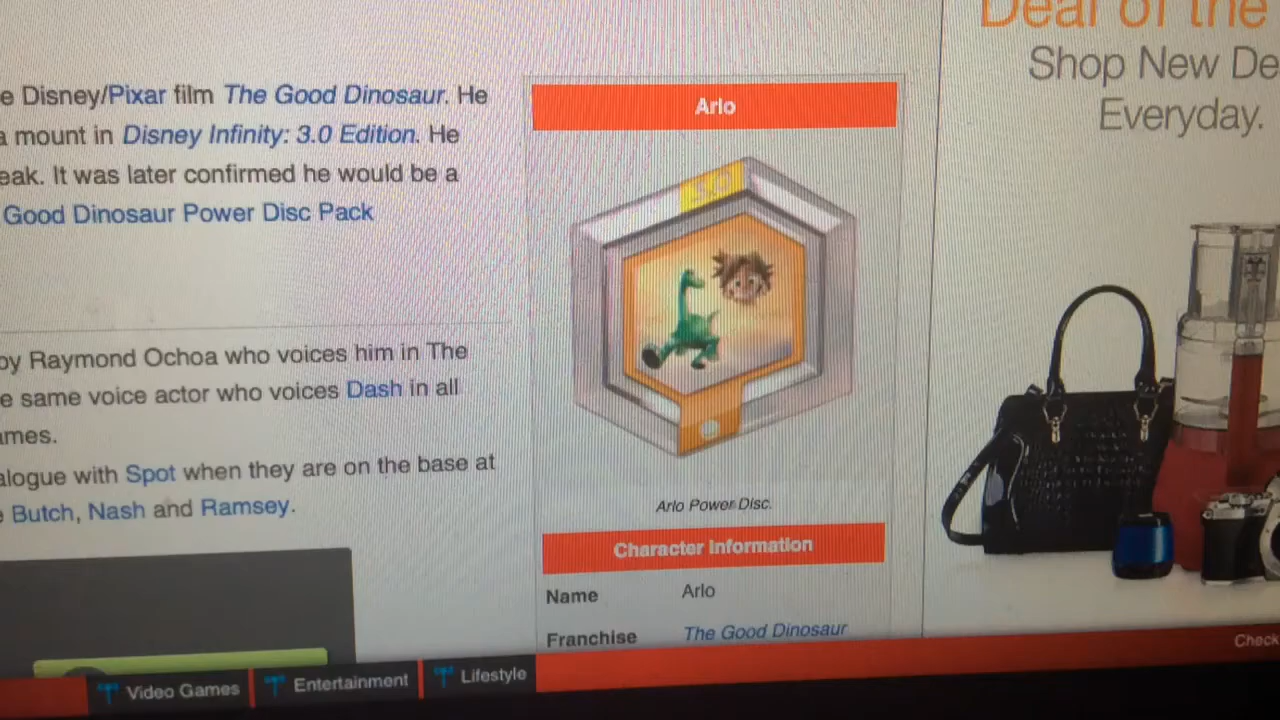 e Disney/Pixar film The Good Dinosaur. He
a mount in Disney Infinity: 3.0 Edition. He
eak. It was later confirmed he would be a
Good Dinosaur Power Disc Pack
by Raymond Ochoa who voices him in The
e same voice actor who voices Dash in all
ames.
alogue with Spot when they are on the base at
e Butch, Nash and Ramsey.
Arlo
3.0
Arlo Power Disc.
Character Information
Name Arlo
Franchise The Good Dinosaur
Deal of the
Shop New De
Everyday.
Video Games
Entertainment
Lifestyle
Check